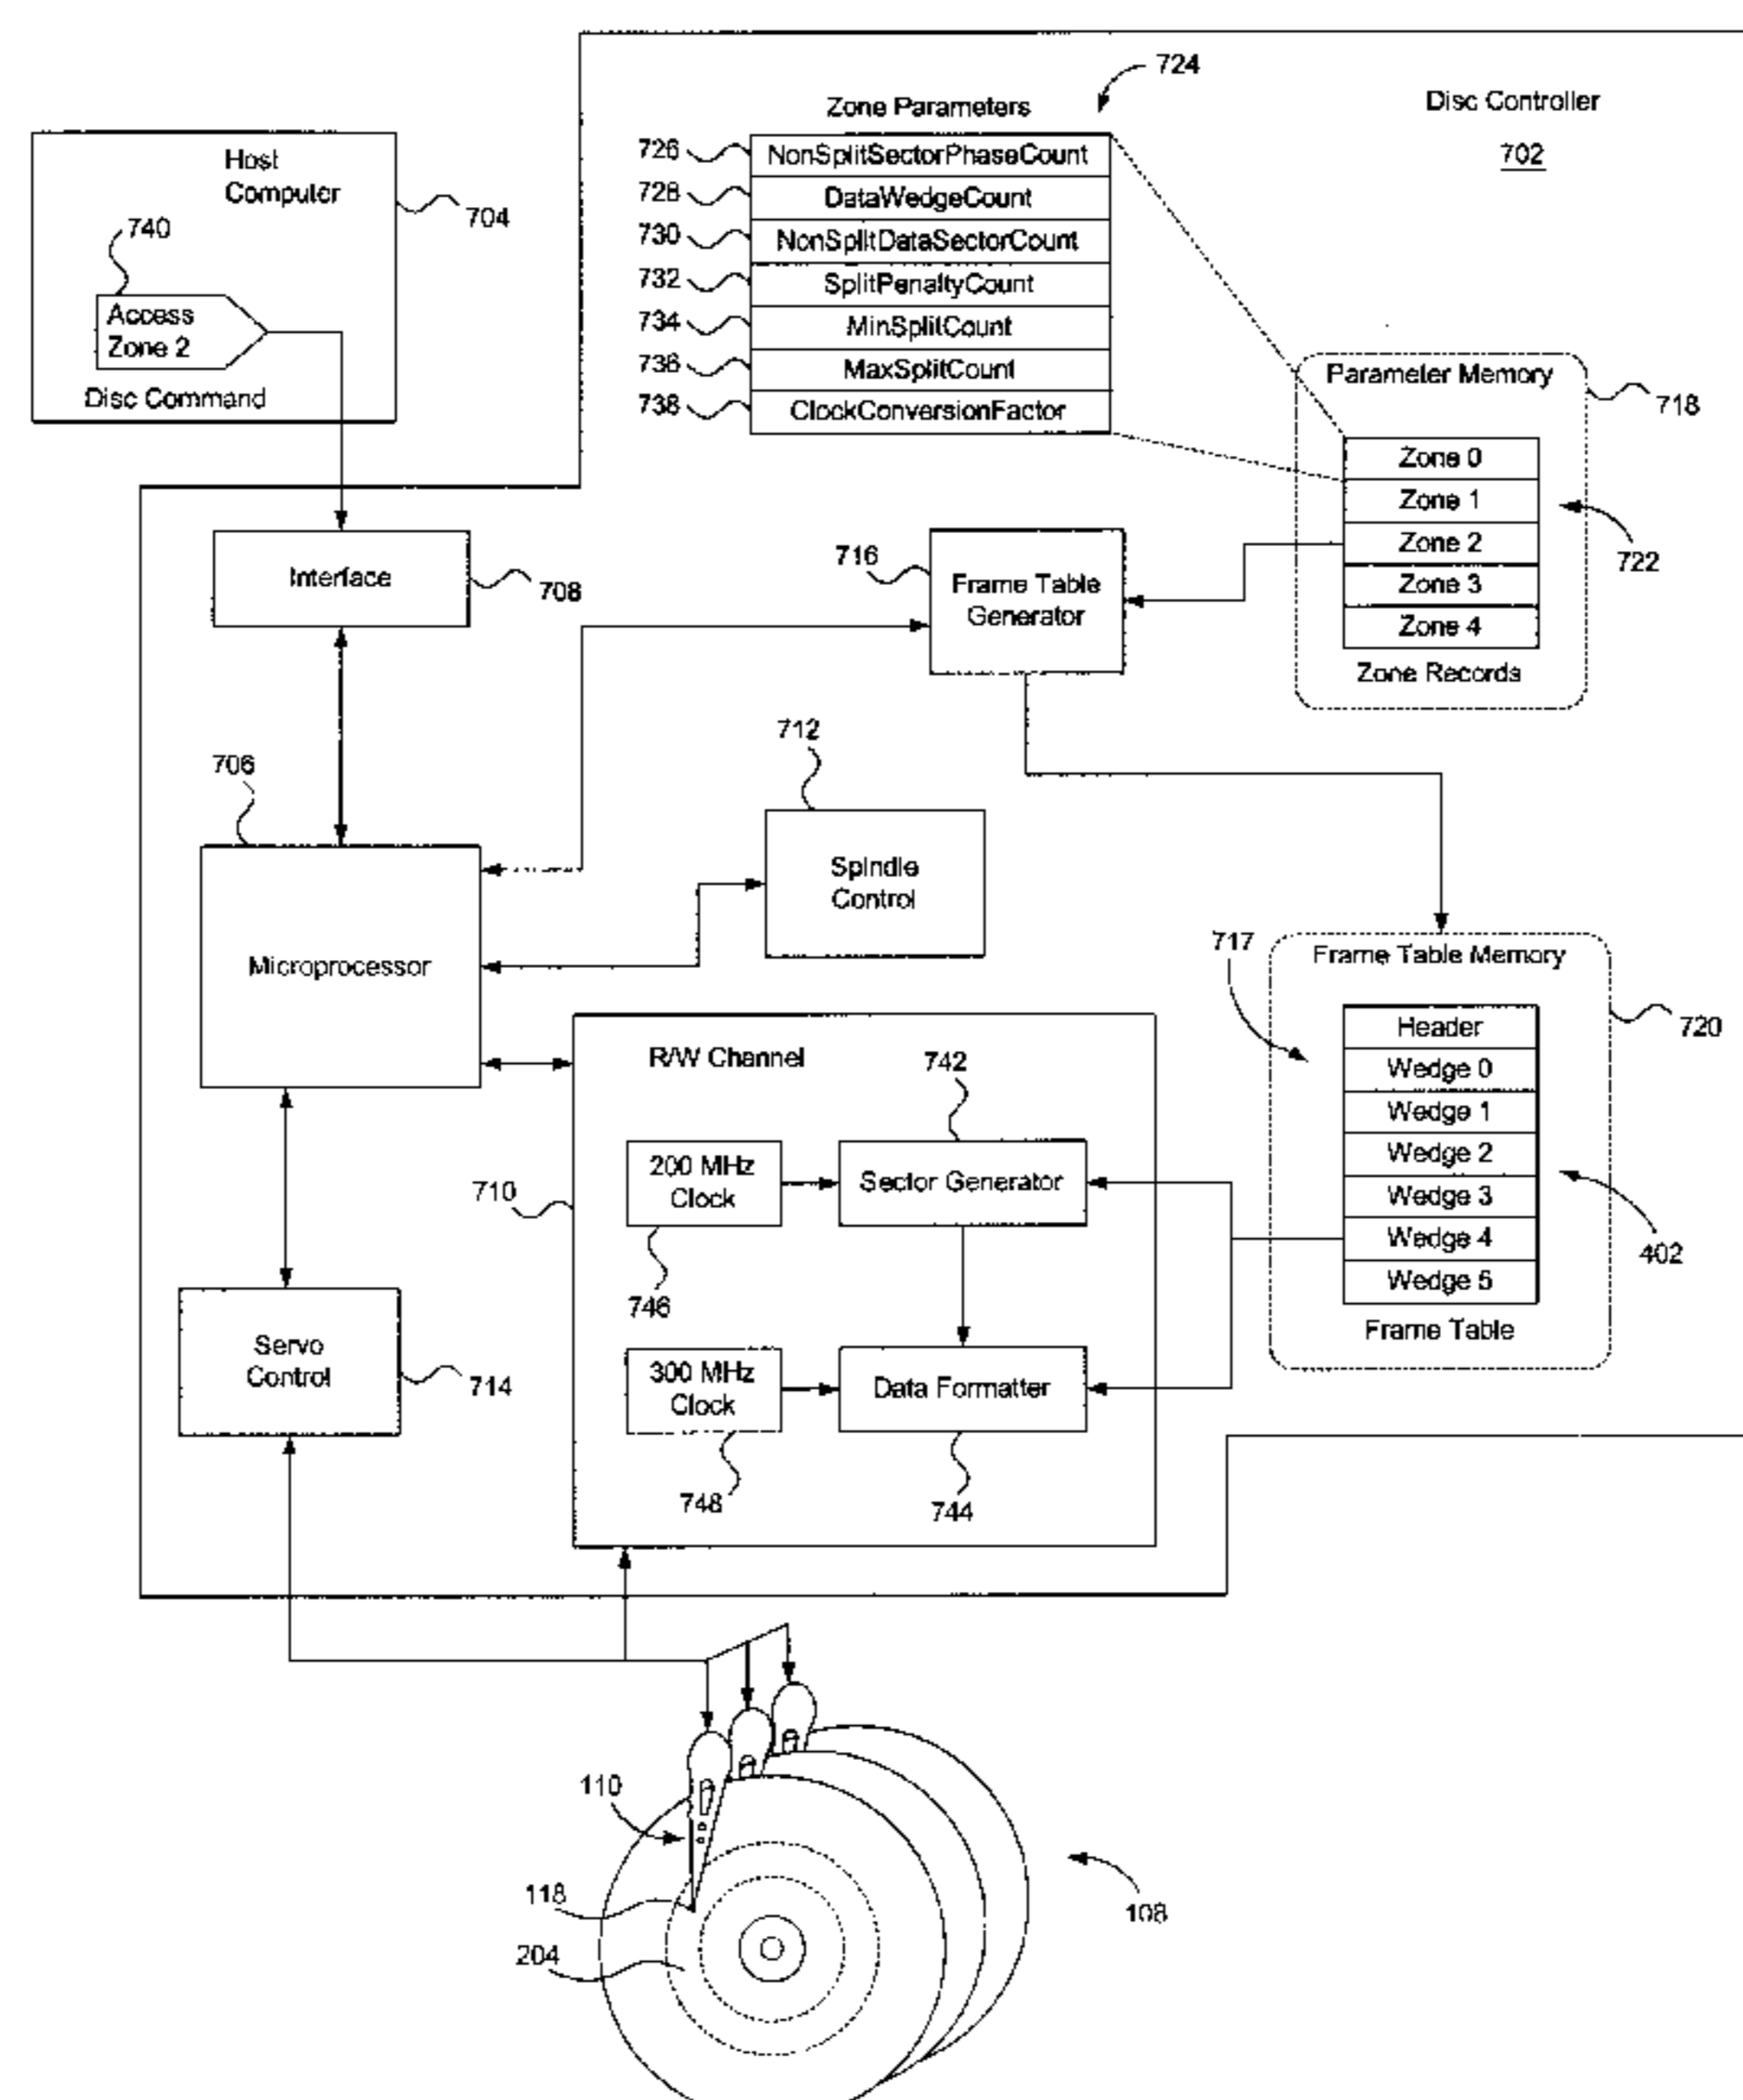 724
Zone Parameters
Disc Controller
702
726
NonSplitSectorPhaseCount
728
DataWedgeCount
730
NonSplitDataSectorCount
732
SplitPenaltyCount
734
MinSplitCount
736
MaxSplitCount
738
ClockConversionFactor
Host
Computer
704
740
Access
Zone 2
Disc Command
Parameter Memory
718
Zone 0
Zone 1
Zone 2
Zone 3
Zone 4
722
Zone Records
Interface
708
716
Frame Table
Generator
712
Spindle
Control
706
Microprocessor
717
Frame Table Memory
720
Header
Wedge 0
Wedge 1
Wedge 2
Wedge 3
Wedge 4
Wedge 5
402
Frame Table
R/W Channel
742
710
200 MHz
Clock
Sector Generator
746
300 MHz
Clock
Data Formatter
748
744
Servo
Control
714
110
118
108
204